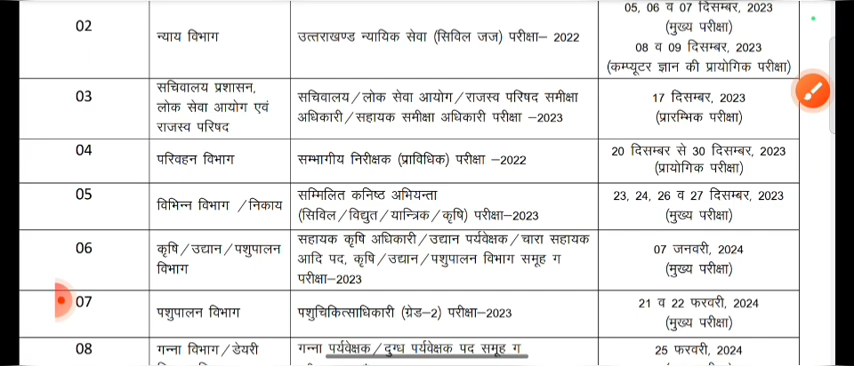 02
न्याय विभाग
उत्तराखण्ड न्यायिक सेवा (सिविल जज) परीक्षा– 2022
05, 06 व 07 दिसम्बर, 2023
(मुख्य परीक्षा)
08 व 09 दिसम्बर, 2023
(कम्प्यूटर ज्ञान की प्रायोगिक परीक्षा)
03
सचिवालय प्रशासन,
लोक सेवा आयोग एवं
राजस्व परिषद
सचिवालय/लोक सेवा आयोग/राजस्व परिषद समीक्षा
अधिकारी/सहायक समीक्षा अधिकारी परीक्षा –2023
17 दिसम्बर, 2023
(प्रारम्भिक परीक्षा)
04
परिवहन विभाग
सम्भागीय निरीक्षक (प्राविधिक) परीक्षा –2022
20 दिसम्बर से 30 दिसम्बर, 2023
(प्रायोगिक परीक्षा)
05
विभिन्न विभाग /निकाय
सम्मिलित कनिष्ठ अभियन्ता
(सिविल/विद्युत/यान्त्रिक/कृषि) परीक्षा–2023
23, 24, 26 व 27 दिसम्बर, 2023
(मुख्य परीक्षा)
06
कृषि/उद्यान/पशुपालन
विभाग
सहायक कृषि अधिकारी/उद्यान पर्यवेक्षक/चारा सहायक
आदि पद, कृषि/उद्यान/पशुपालन विभाग समूह ग
परीक्षा–2023
07 जनवरी, 2024
(मुख्य परीक्षा)
07
पशुपालन विभाग
पशुचिकित्साधिकारी (ग्रेड–2) परीक्षा–2023
21 व 22 फरवरी, 2024
(मुख्य परीक्षा)
08
गन्ना विभाग/डेयरी
गन्ना पर्यवेक्षक/दुग्ध पर्यवेक्षक पद समूह ग
25 फरवरी, 2024